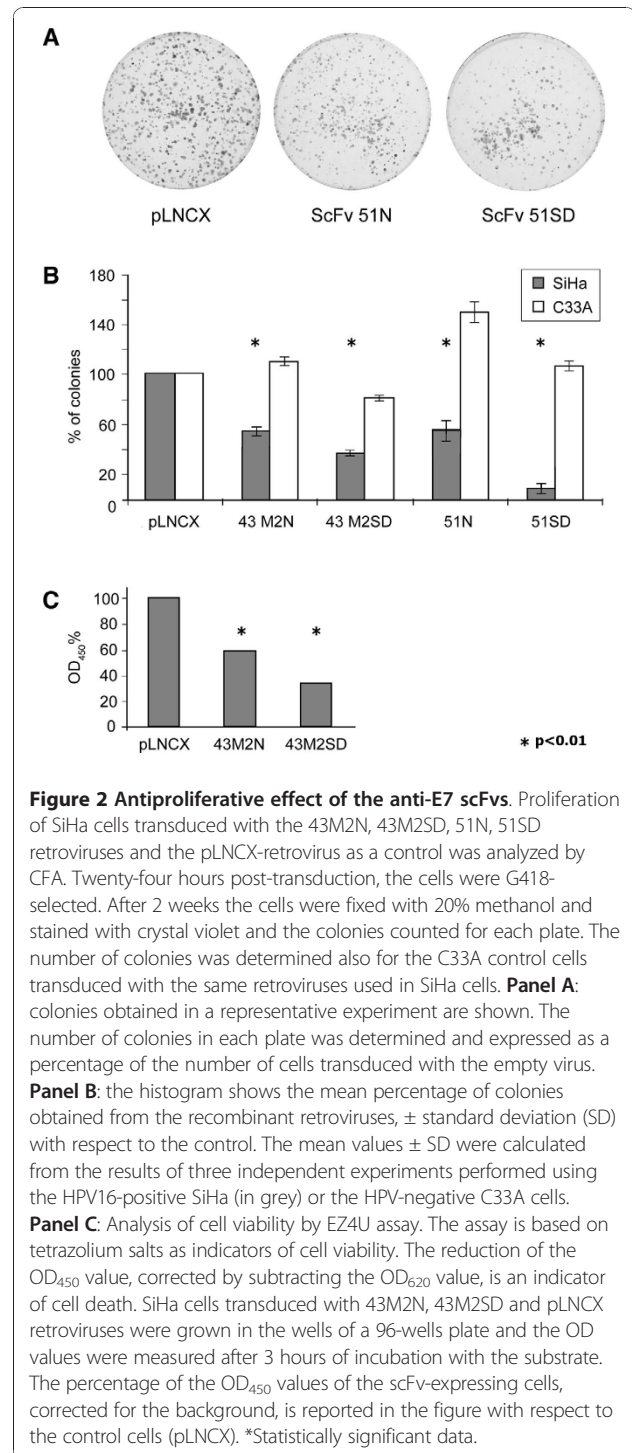 A
pLNCX ScFv 51N ScFv 51SD
B
180
140
100
60
20
0
% of colonies
SiHa
C33A
* * * *
pLNCX 43 M2N 43 M2SD 51N 51SD
C
100
80
60
40
20
0
OD450%
* *
pLNCX 43M2N 43M2SD
* p<0.01
Figure 2 Antiproliferative effect of the anti-E7 scFvs. Proliferation
of SiHa cells transduced with the 43M2N, 43M2SD, 51N, 51SD
retroviruses and the pLNCX-retrovirus as a control was analyzed by
CFA. Twenty-four hours post-transduction, the cells were G418-
selected. After 2 weeks the cells were fixed with 20% methanol and
stained with crystal violet and the colonies counted for each plate. The
number of colonies was determined also for the C33A control cells
transduced with the same retroviruses used in SiHa cells. Panel A:
colonies obtained in a representative experiment are shown. The
number of colonies in each plate was determined and expressed as a
percentage of the number of cells transduced with the empty virus.
Panel B: the histogram shows the mean percentage of colonies
obtained from the recombinant retroviruses, ± standard deviation (SD)
with respect to the control. The mean values ± SD were calculated
from the results of three independent experiments performed using
the HPV16-positive SiHa (in grey) or the HPV-negative C33A cells.
Panel C: Analysis of cell viability by EZ4U assay. The assay is based on
tetrazolium salts as indicators of cell viability. The reduction of the
OD450 value, corrected by subtracting the OD620 value, is an indicator
of cell death. SiHa cells transduced with 43M2N, 43M2SD and pLNCX
retroviruses were grown in the wells of a 96-wells plate and the OD
values were measured after 3 hours of incubation with the substrate.
The percentage of the OD450 values of the scFv-expressing cells,
corrected for the background, is reported in the figure with respect to
the control cells (pLNCX). *Statistically significant data.